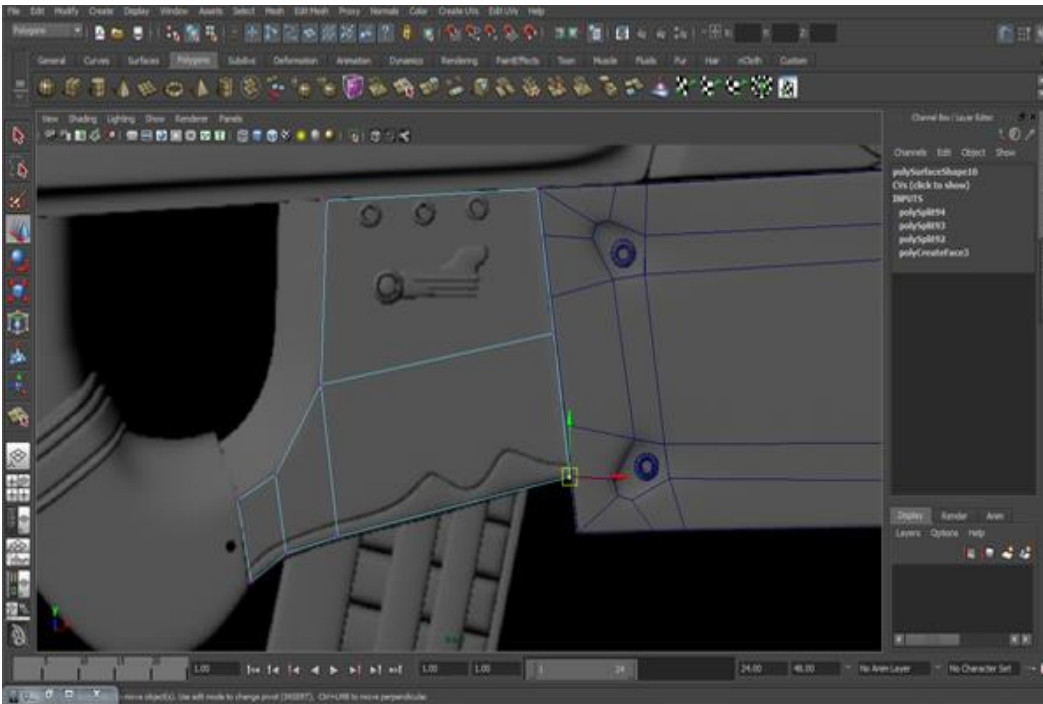 File Edit Modify Create Display Window Assets Select Mesh Edit Mesh Proxy Normals Color Create UVs Edit UVs Help
Polygons
General Curves Surfaces Polygons Subdivs Deformation Animation Dynamics Rendering PaintEffects Toon Muscle Fluids Fur Hair nCloth Custom
View Shading Lighting Show Renderer Panels
Channel Box / Layer Editor
Channels Edit Object Show
polySurfaceShape10
CVs (click to show)
INPUTS
polySplit94
polySplit93
polySplit92
polyCreateFace3
Display Render Anim
Layers Options Help
1.00 1.00 1.00 1 24 24.00 48.00 No Anim Layer No Character Set
move object(s). Use edit mode to change pivot (INSERT). Ctrl+LMB to move perpendicular.